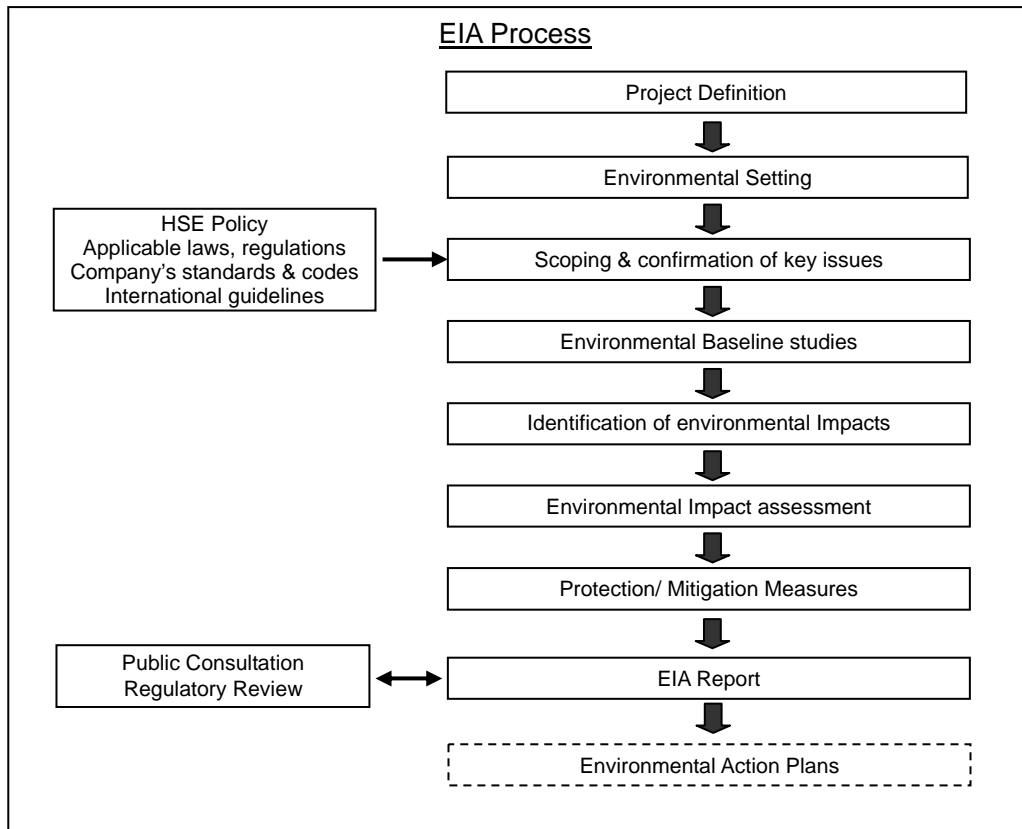 EIA Process
Project Definition
Environmental Setting
HSE Policy
Applicable laws, regulations
Company's standards & codes
International guidelines
Scoping & confirmation of key issues
Environmental Baseline studies
Identification of environmental Impacts
Environmental Impact assessment
Protection/ Mitigation Measures
Public Consultation
Regulatory Review
EIA Report
Environmental Action Plans